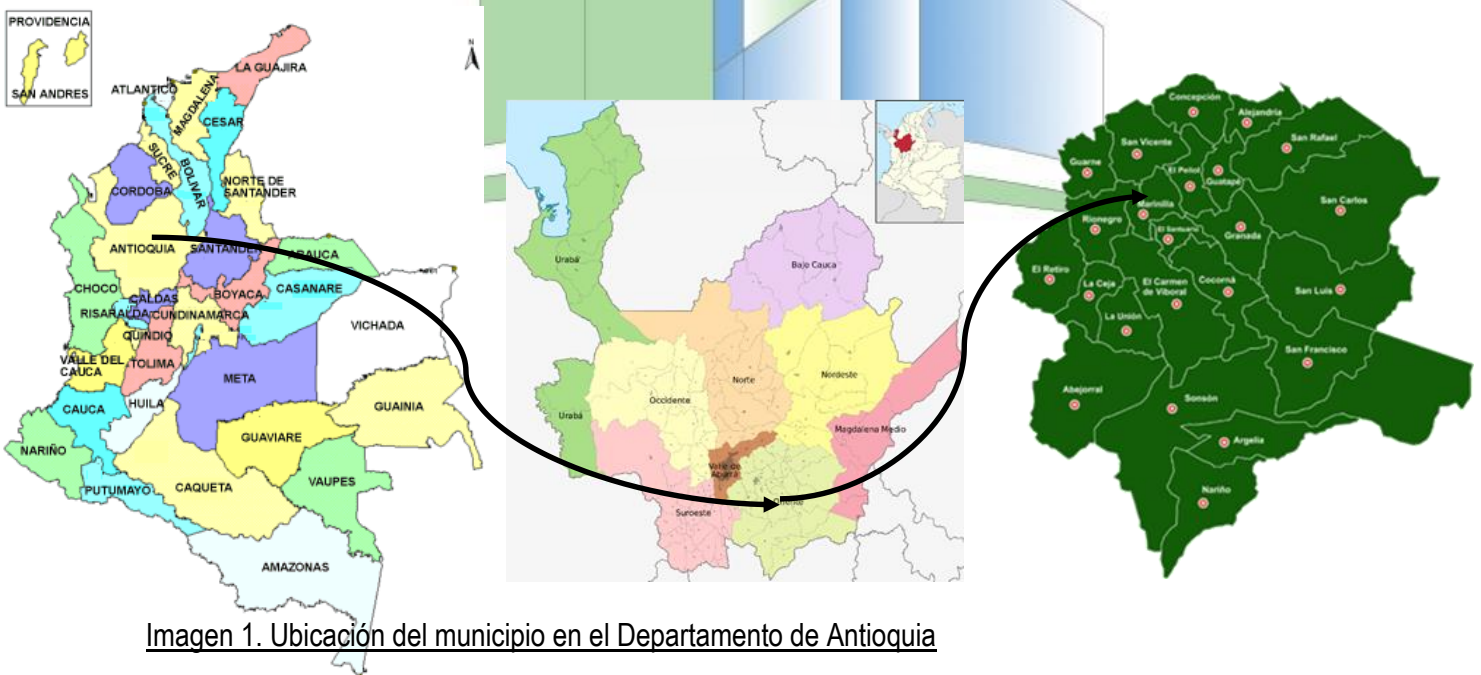 PROVIDENCIA
SAN ANDRES
N
LA GUAJIRA
ATLANTICO
MAGDALENA
CESAR
SUCRE
BOLIVAR
NORTE DE
SANTANDER
CORDOBA
ANTIOQUIA
SANTANDER
ARAUCA
CHOCO
CALDAS
BOYACA
CASANARE
RISARALDA
CUNDINAMARCA
VICHADA
QUINDIO
VALLE DEL
CAUCA
TOLIMA
META
HUILA
CAUCA
GUAINIA
GUAVIARE
NARIÑO
VAUPES
PUTUMAYO
CAQUETA
AMAZONAS
Urabá
Bajo Cauca
Norte
Nordeste
Occidente
Urabá
Magdalena Medio
Valle de
Aburrá
Suroeste
Oriente
Concepción
Alejandría
San Vicente
San Rafael
Guarne
El Peñol
Guatapé
Marinilla
San Carlos
Rionegro
El Santuario
Granada
El Retiro
La Ceja
El Carmen
de Viboral
Cocorná
San Luis
La Unión
San Francisco
Abejorral
Sonsón
Argelia
Nariño
Imagen 1. Ubicación del municipio en el Departamento de Antioquia